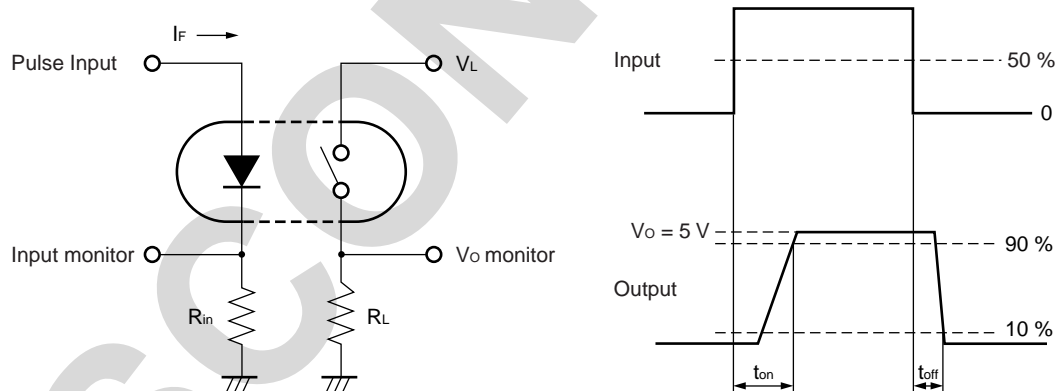 IF
Pulse Input
VL
Input monitor
VO monitor
Rin
RL
Input
50 %
0
VO = 5 V
90 %
Output
10 %
ton
toff